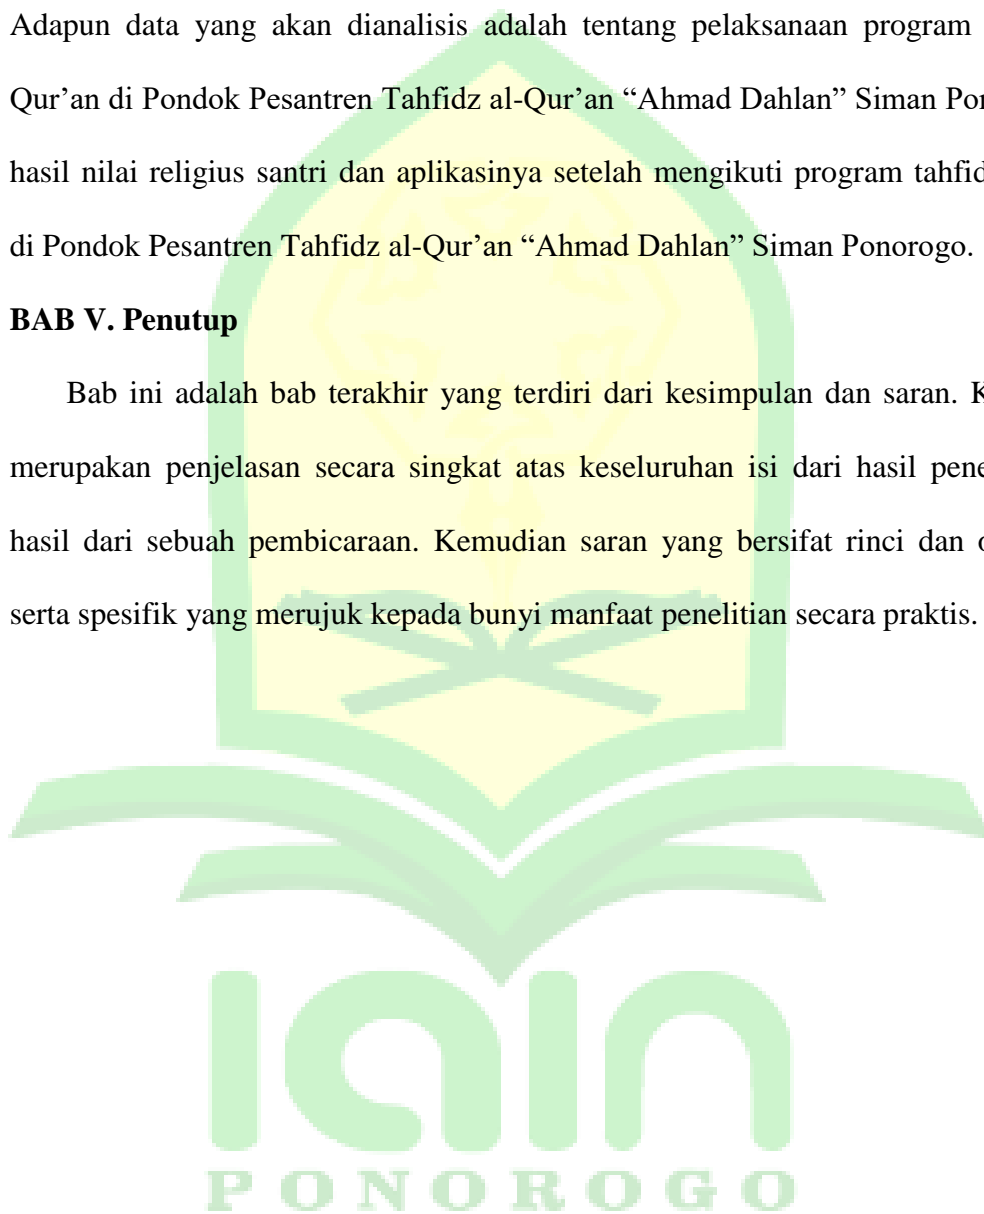 Adapun data yang akan dianalisis adalah tentang pelaksanaan program
Qur’an di Pondok Pesantren Tahfidz al-Qur’an “Ahmad Dahlan” Siman
hasil nilai religius santri dan aplikasinya setelah mengikuti program
di Pondok Pesantren Tahfidz al-Qur’an “Ahmad Dahlan” Siman Ponorogo.
BAB V. Penutup
Bab ini adalah bab terakhir yang terdiri dari kesimpulan dan saran.
merupakan penjelasan secara singkat atas keseluruhan isi dari hasil
hasil dari sebuah pembicaraan. Kemudian saran yang bersifat rinci dan
serta spesifik yang merujuk kepada bunyi manfaat penelitian secara praktis.
iain
PONOROGO